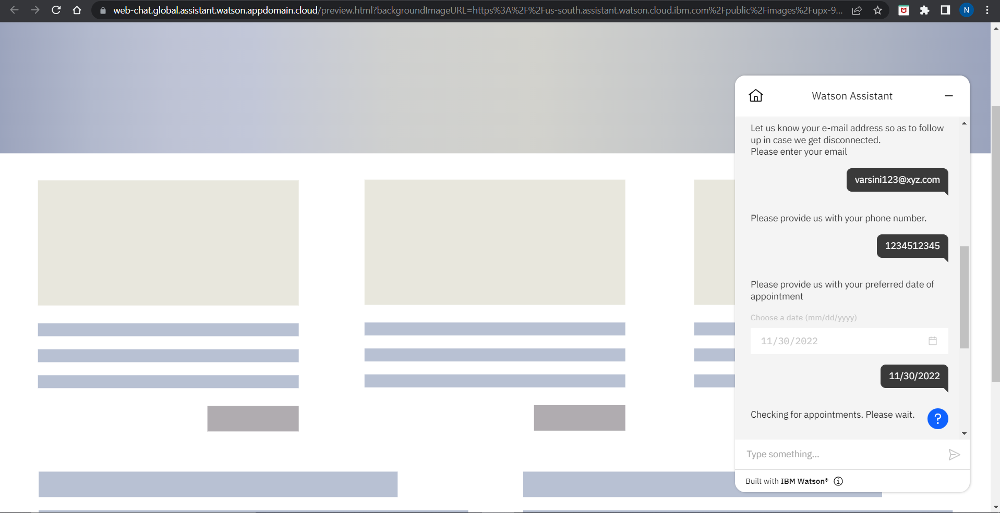 web-chat.global.assistant.watson.appdomain.cloud/preview.html?backgroundImageURL=https%3A%2F%2Fus-south.assistant.watson.cloud.ibm.com%2Fpublic%2Fimages%2Fupx-9...
N
Watson Assistant
Let us know your e-mail address so as to follow
up in case we get disconnected.
Please enter your email
varsini123@xyz.com
Please provide us with your phone number.
1234512345
Please provide us with your preferred date of
appointment
Choose a date (mm/dd/yyyy)
11/30/2022
11/30/2022
Checking for appointments. Please wait.
?
Type something...
Built with IBM Watson®